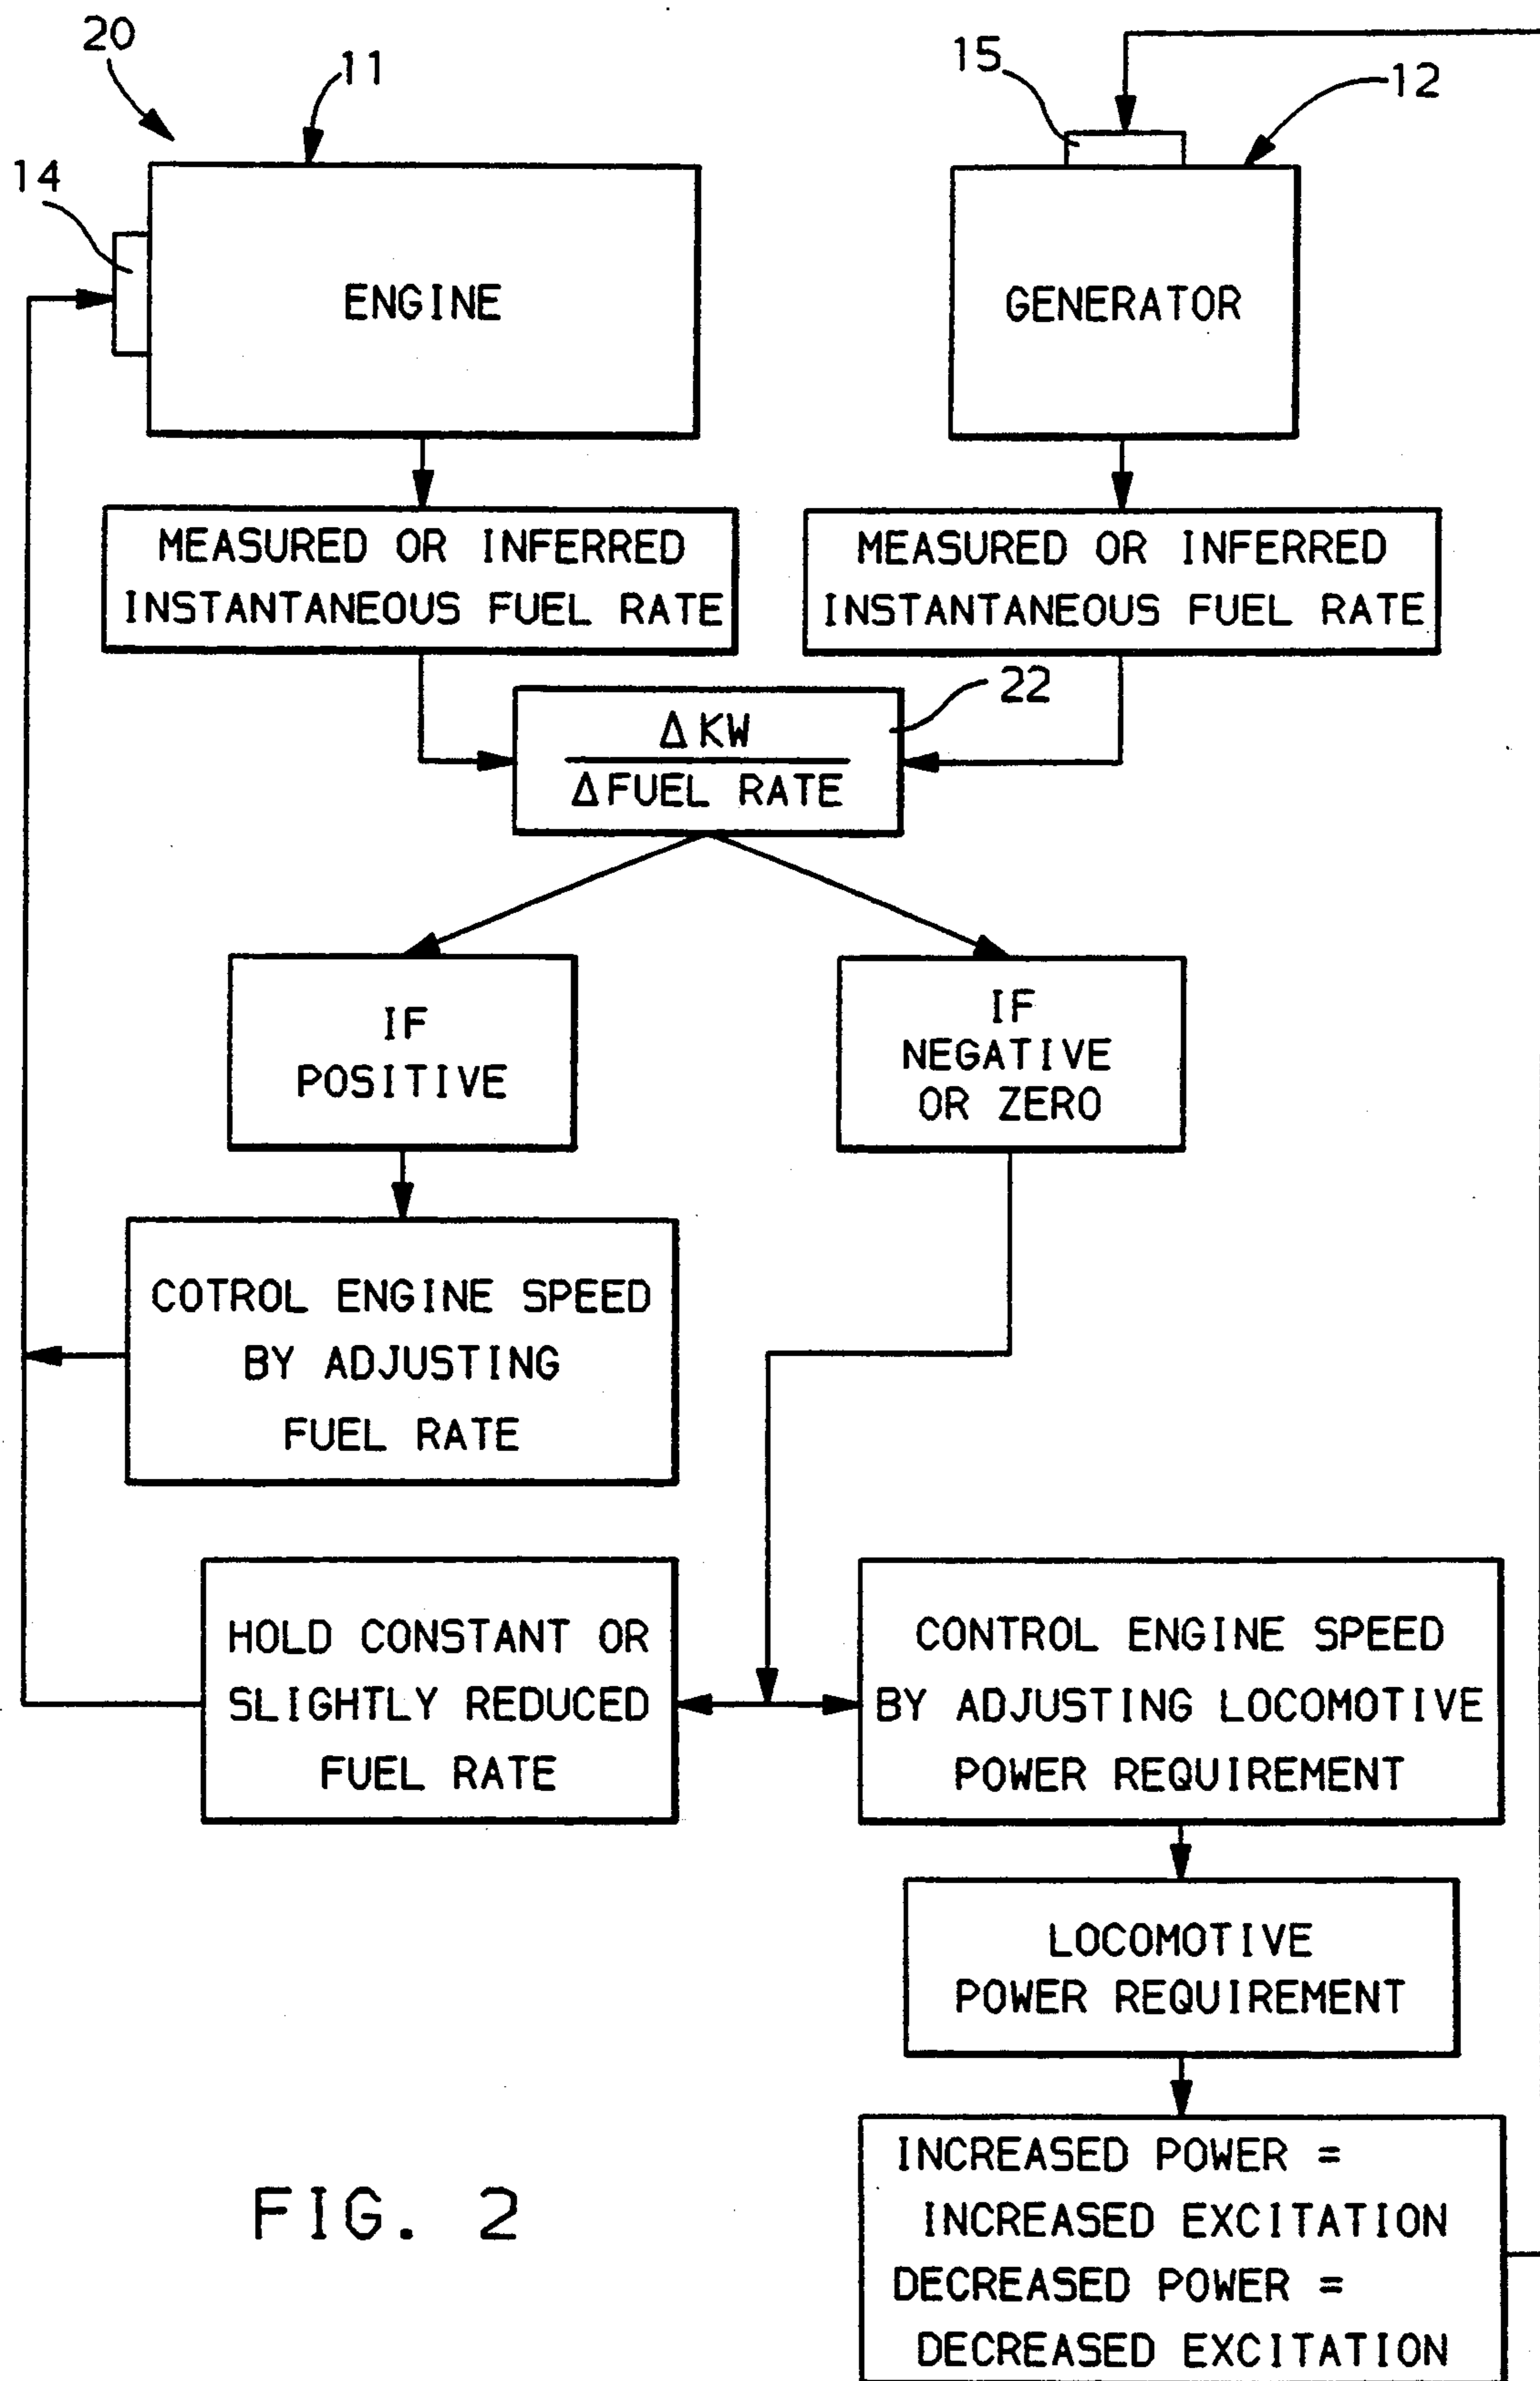 20
11
15
12
14
ENGINE
GENERATOR
MEASURED OR INFERRED
INSTANTANEOUS FUEL RATE
MEASURED OR INFERRED
INSTANTANEOUS FUEL RATE
22
Δ KW
Δ FUEL RATE
IF
POSITIVE
IF
NEGATIVE
OR ZERO
COTROL ENGINE SPEED
BY ADJUSTING
FUEL RATE
HOLD CONSTANT OR
SLIGHTLY REDUCED
FUEL RATE
CONTROL ENGINE SPEED
BY ADJUSTING LOCOMOTIVE
POWER REQUIREMENT
LOCOMOTIVE
POWER REQUIREMENT
INCREASED POWER =
INCREASED EXCITATION
DECREASED POWER =
DECREASED EXCITATION
FIG. 2